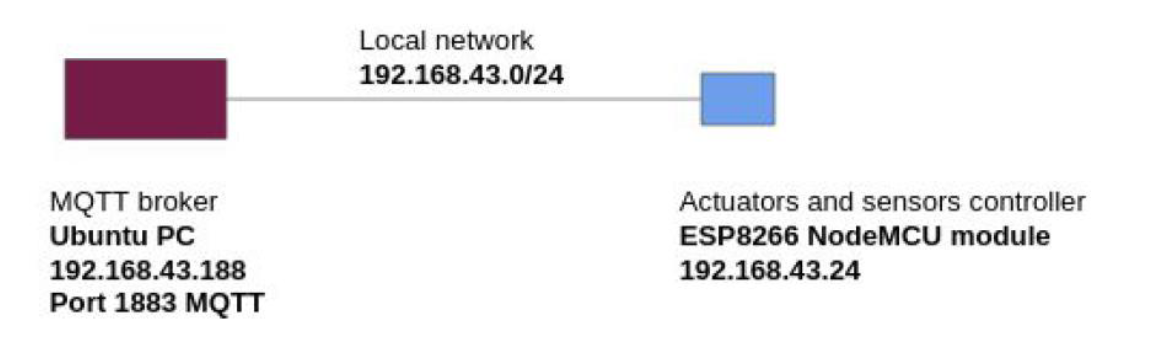 Local network
192.168.43.0/24
MQTT broker
Ubuntu PC
192.168.43.188
Port 1883 MQTT
Actuators and sensors controller
ESP8266 NodeMCU module
192.168.43.24